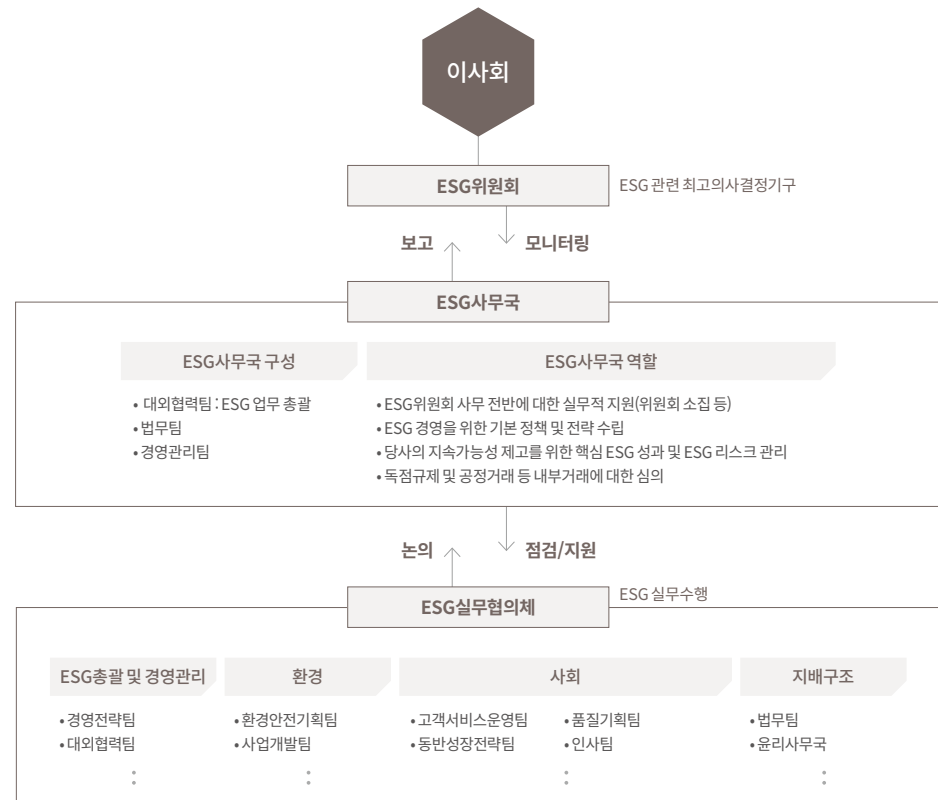 이사회
ESG위원회
ESG 관련 최고의사결정기구
보고
모니터링
ESG사무국
ESG사무국 구성
ESG사무국 역할
• 대외협력팀 : ESG 업무 총괄
• 법무팀
• 경영관리팀
• ESG위원회 사무 전반에 대한 실무적 지원(위원회 소집 등)
• ESG 경영을 위한 기본 정책 및 전략 수립
• 당사의 지속가능성 제고를 위한 핵심 ESG 성과 및 ESG 리스크 관리
• 독점규제 및 공정거래 등 내부거래에 대한 심의
논의
점검/지원
ESG실무협의체
ESG 실무수행
ESG총괄 및 경영관리
• 경영전략팀
• 대외협력팀
:
환경
• 환경안전기획팀
• 사업개발팀
:
사회
• 고객서비스운영팀
• 동반성장전략팀
• 품질기획팀
• 인사팀
:
지배구조
• 법무팀
• 윤리사무국
: